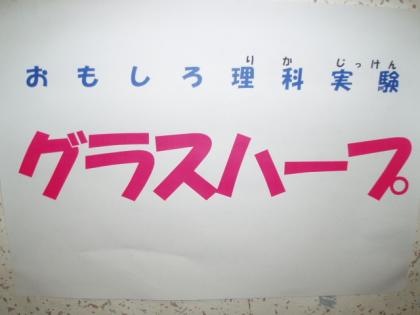 おもしろ理科実験
りかじっけん
グラスハープ